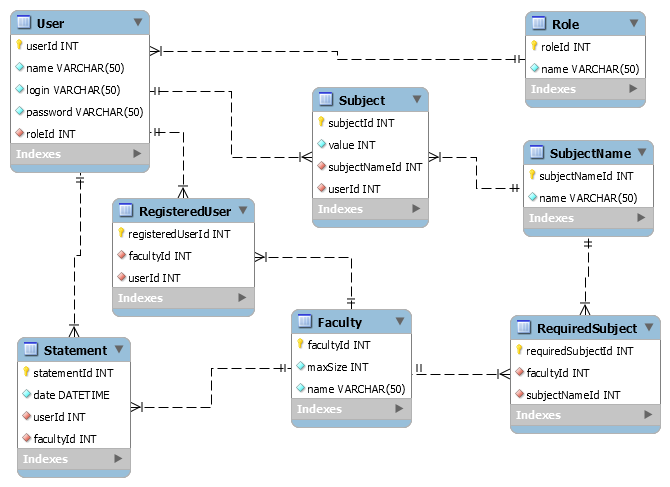 User
userId INT
name VARCHAR(50)
login VARCHAR(50)
password VARCHAR(50)
roleId INT
Indexes
Role
roleId INT
name VARCHAR(50)
Indexes
Subject
subjectId INT
value INT
subjectNameId INT
userId INT
Indexes
SubjectName
subjectNameId INT
name VARCHAR(50)
Indexes
RegisteredUser
registeredUserId INT
facultyId INT
userId INT
Indexes
Faculty
facultyId INT
maxSize INT
name VARCHAR(50)
Indexes
RequiredSubject
requiredSubjectId INT
facultyId INT
subjectNameId INT
Indexes
Statement
statementId INT
date DATETIME
userId INT
facultyId INT
Indexes